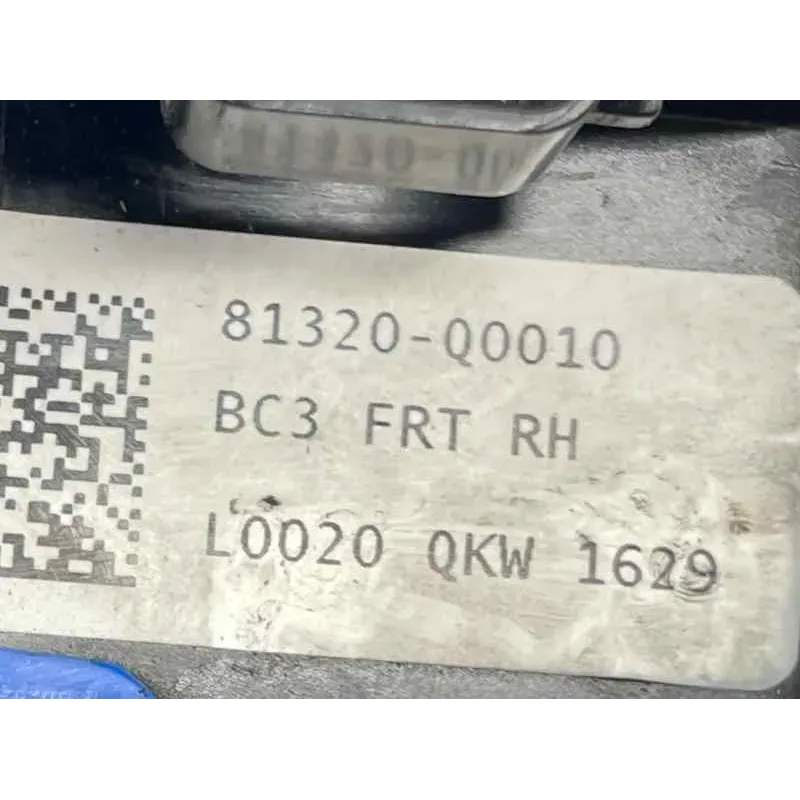 81320-Q0010
BC3 FRT RH
L0020 QKW 1629